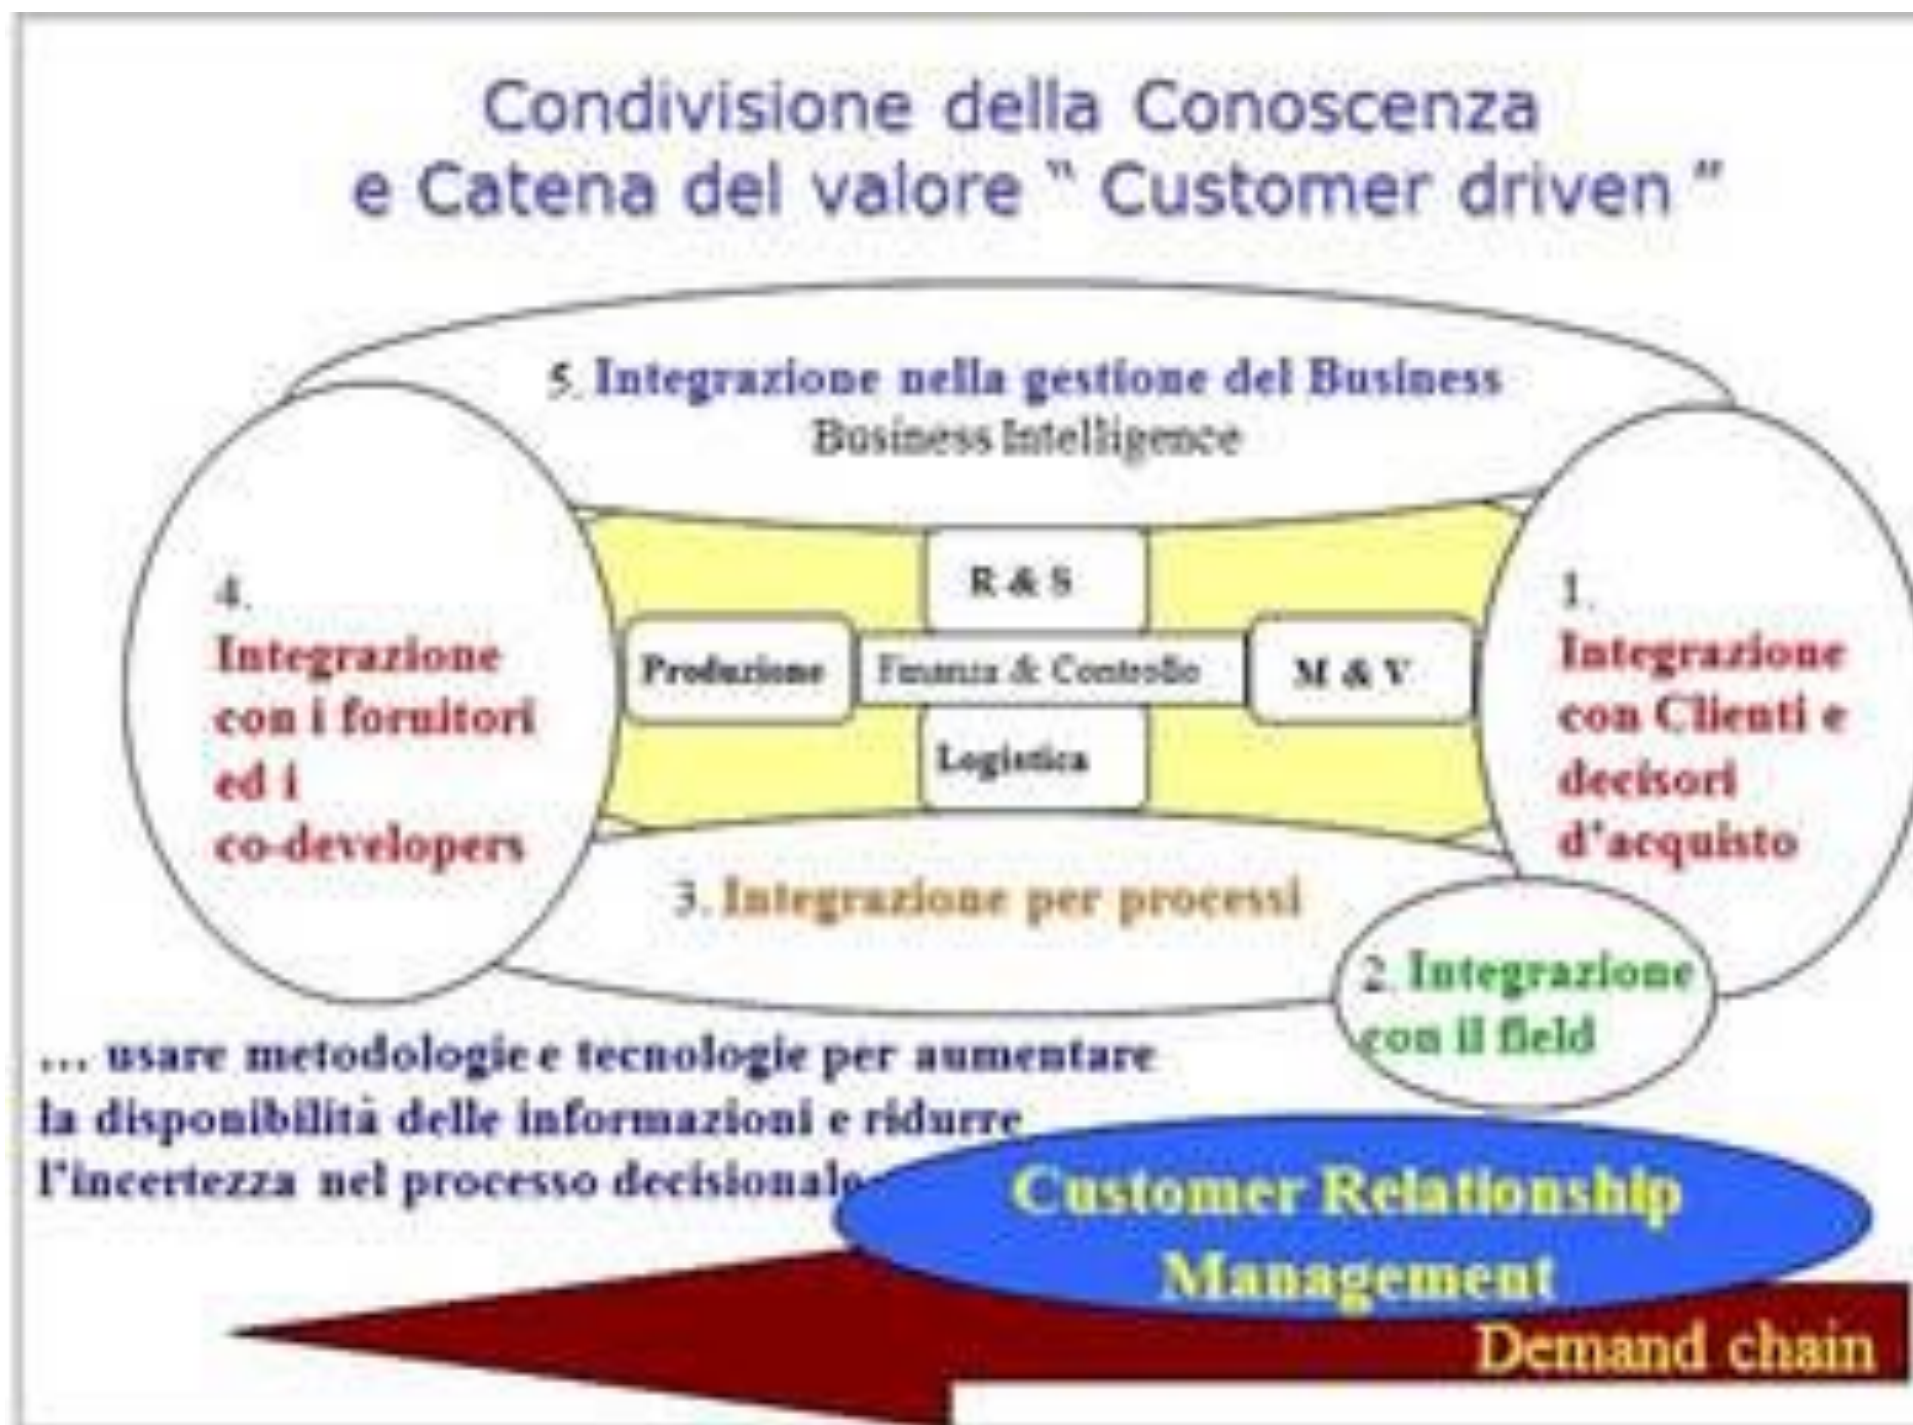 Condivisione della Conoscenza
e Catena del valore “ Customer driven ”
5. Integrazione nella gestione del Business
Business Intelligence
4.
Integrazione
con i fornitori
ed i
co-developers
R & S
Produzione
Finanza & Controllo
M & V
Logistica
1.
Integrazione
con Clienti e
decisori
d’acquisto
3. Integrazione per processi
2. Integrazione
con il field
... usare metodologie e tecnologie per aumentare
la disponibilità delle informazioni e ridurre
l’incertezza nel processo decisionale
Customer Relationship
Management
Demand chain